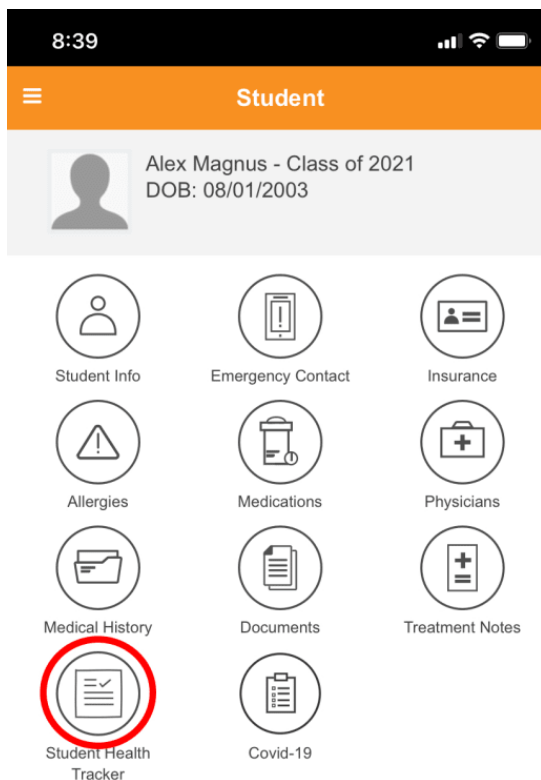 8:39
Student
Alex Magnus - Class of 2021
DOB: 08/01/2003
Student Info
Emergency Contact
Insurance
Allergies
Medications
Physicians
Medical History
Documents
Treatment Notes
Student Health
Tracker
Covid-19